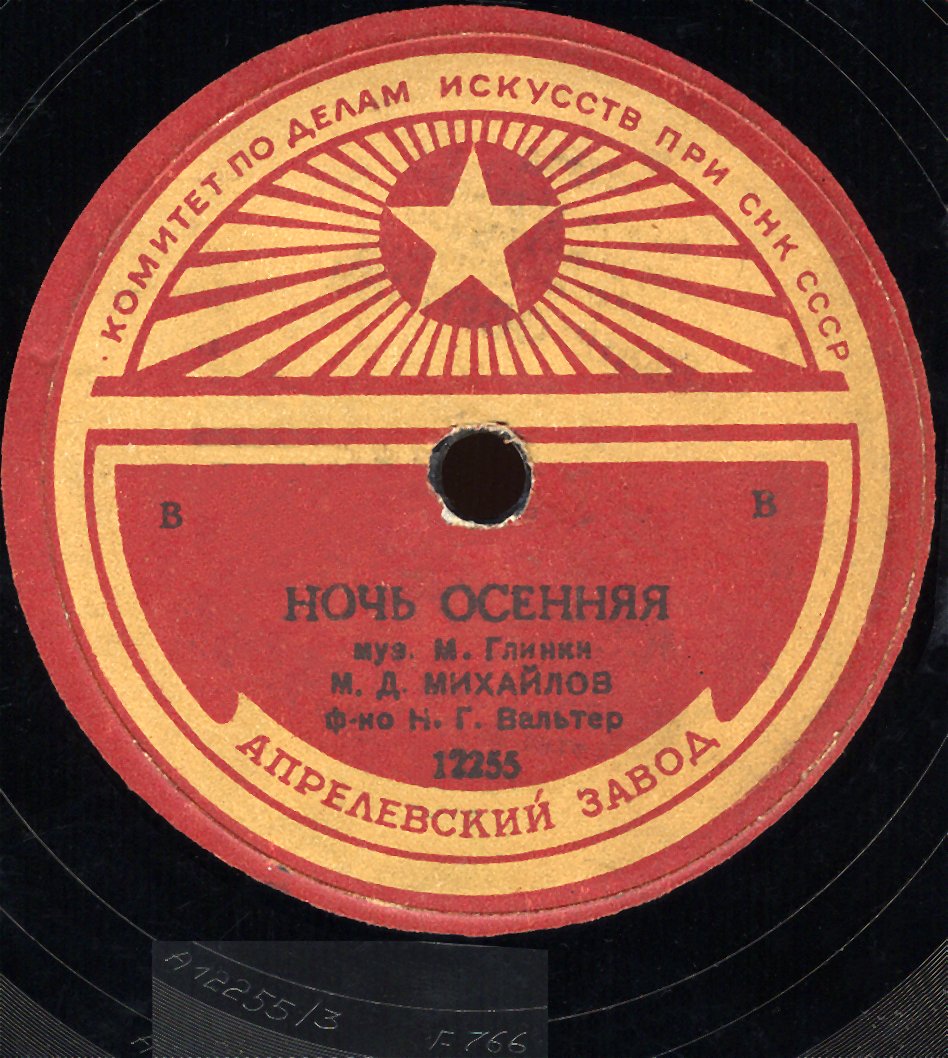 КОМИТЕТ ПО ДЕЛАМ ИСКУССТВ ПРИ СНК СССР
В В
НОЧЬ ОСЕННЯЯ
муз. М. Глинки
М. Д. МИХАЙЛОВ
ф-но Н. Г. Вальтер
12255
АПРЕЛЕВСКИЙ ЗАВОД
А12255/3 F 766